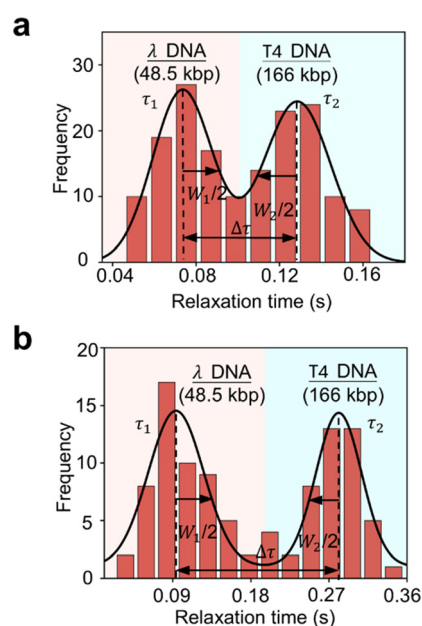 a
λ DNA
(48.5 kbp)
T4 DNA
(166 kbp)
τ1
τ2
W1/2
W2/2
Δτ
Frequency
30
20
10
0
0.04
0.08
0.12
0.16
Relaxation time (s)
b
λ DNA
(48.5 kbp)
T4 DNA
(166 kbp)
τ1
τ2
W1/2
W2/2
Δτ
Frequency
20
15
10
5
0
0.09
0.18
0.27
0.36
Relaxation time (s)